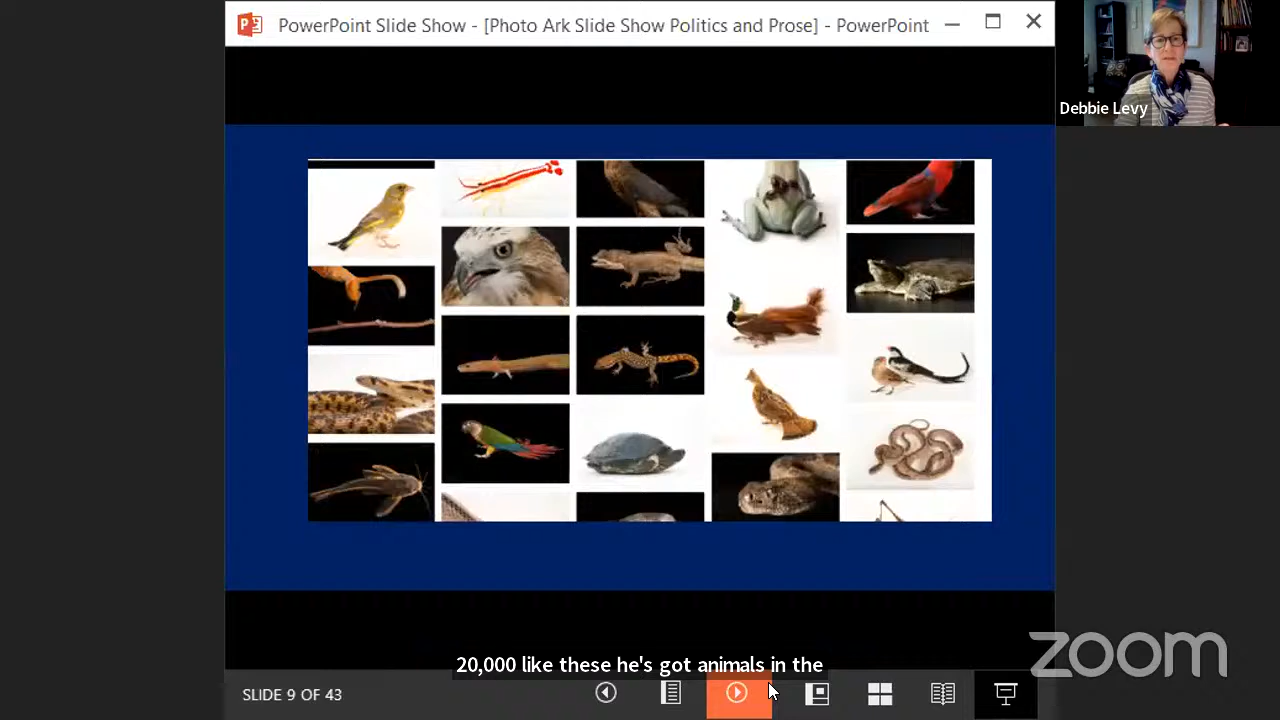 PowerPoint Slide Show - [Photo Ark Slide Show Politics and Prose] - PowerPoint
Debbie Levy
20,000 like these he's got animals in the
zoom
SLIDE 9 OF 43